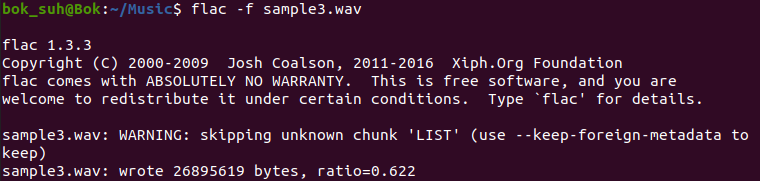 bok_suh@Bok:~/Music$ flac -f sample3.wav
flac 1.3.3
Copyright (C) 2000-2009  Josh Coalson, 2011-2016  Xiph.Org Foundation
flac comes with ABSOLUTELY NO WARRANTY.  This is free software, and you are
welcome to redistribute it under certain conditions.  Type `flac' for details.
sample3.wav: WARNING: skipping unknown chunk 'LIST' (use --keep-foreign-metadata to
keep)
sample3.wav: wrote 26895619 bytes, ratio=0.622